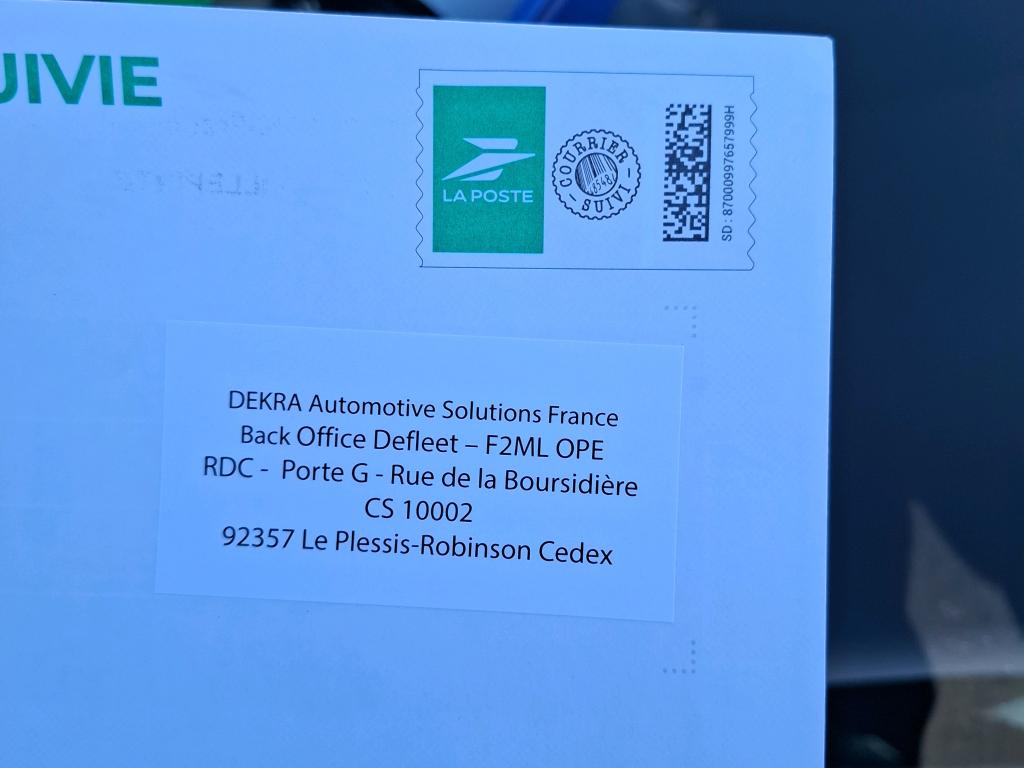 UIVIE
LA POSTE
COURRIER
SUIVI
SD : 87000997657999H
DEKRA Automotive Solutions France
Back Office Defleet – F2ML OPE
RDC - Porte G - Rue de la Boursidière
CS 10002
92357 Le Plessis-Robinson Cedex